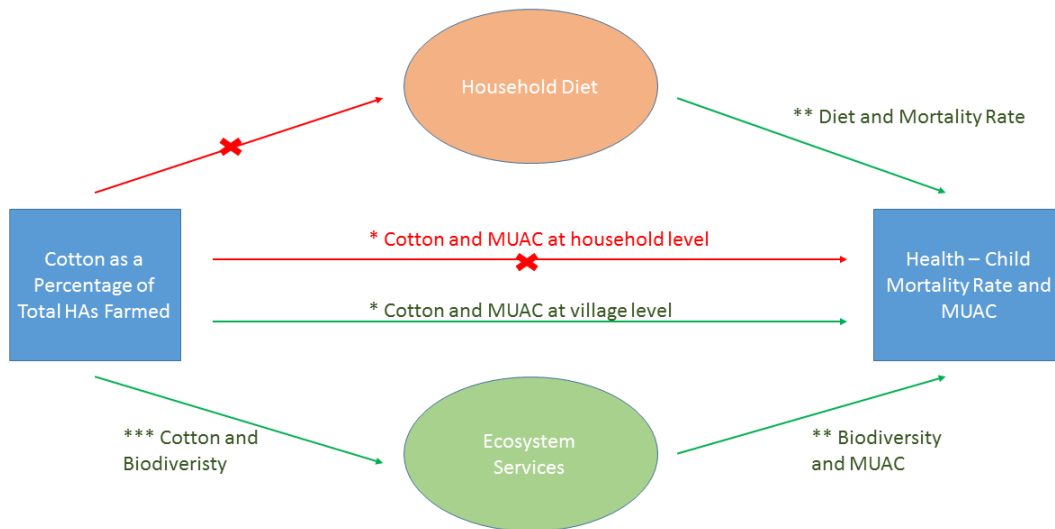 Household Diet
** Diet and Mortality Rate
* Cotton and MUAC at household level
Cotton as a
Percentage of
Total HAs Farmed
Health – Child
Mortality Rate and
MUAC
* Cotton and MUAC at village level
*** Cotton and
Biodiveristy
Ecosystem
Services
** Biodiversity
and MUAC